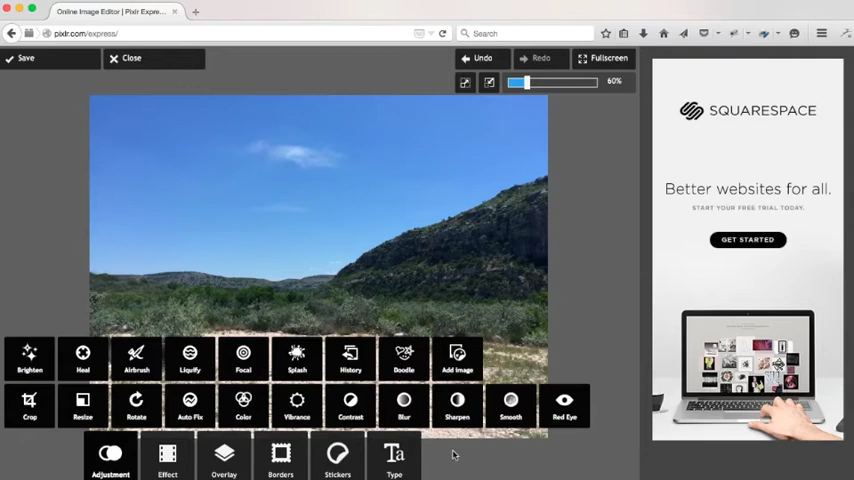 Online Image Editor | Pixlr Expre...
pixlr.com/express/
Search
Save
Close
Undo
Redo
Fullscreen
60%
SQUARESPACE
Better websites for all.
START YOUR FREE TRIAL TODAY.
GET STARTED
Brighten
Heal
Airbrush
Liquify
Focal
Splash
History
Doodle
Add image
Crop
Resize
Rotate
Auto Fix
Color
Vibrance
Contrast
Blur
Sharpen
Smooth
Red Eye
Adjustment
Effect
Overlay
Borders
Stickers
Ta
Type